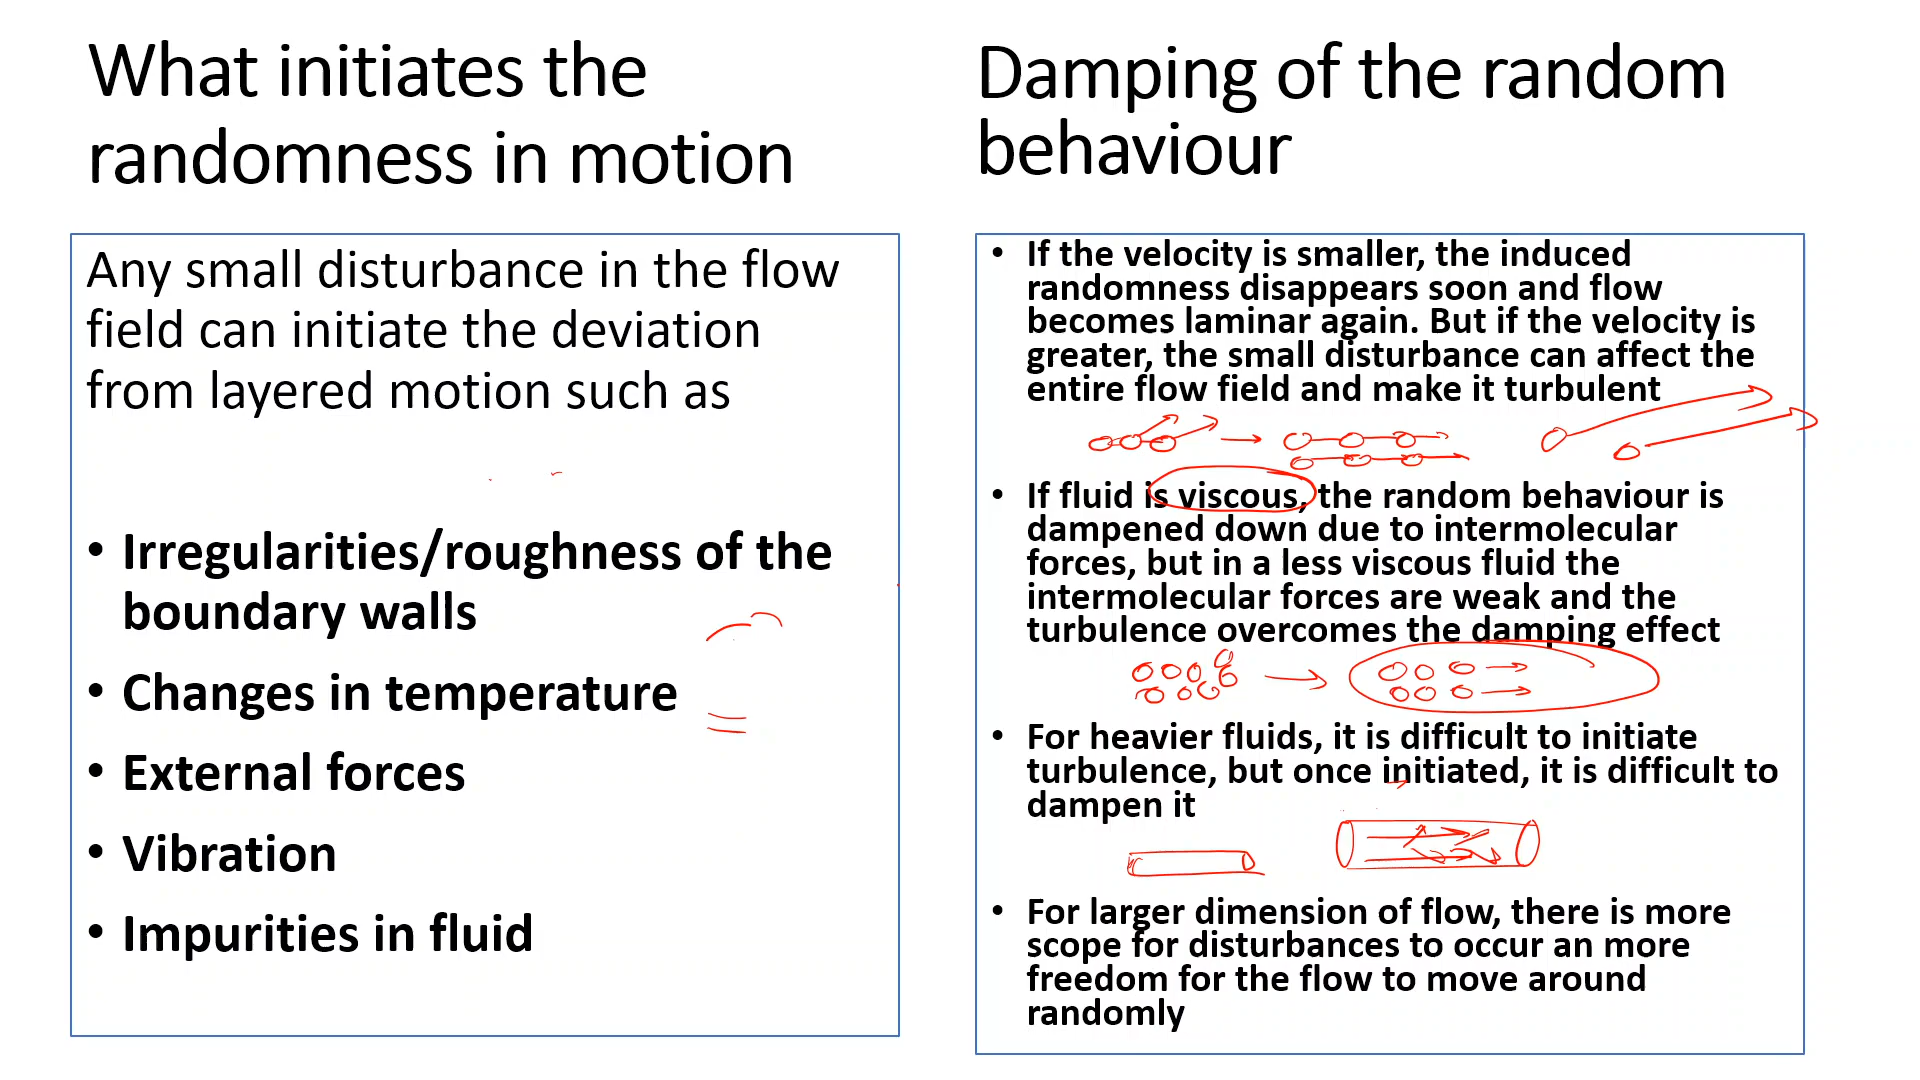 What initiates the
randomness in motion
Any small disturbance in the flow
field can initiate the deviation
from layered motion such as
• Irregularities/roughness of the
boundary walls
• Changes in temperature
• External forces
• Vibration
• Impurities in fluid
Damping of the random
behaviour
• If the velocity is smaller, the induced
randomness disappears soon and flow
becomes laminar again. But if the velocity is
greater, the small disturbance can affect the
entire flow field and make it turbulent
• If fluid is viscous, the random behaviour is
dampened down due to intermolecular
forces, but in a less viscous fluid the
intermolecular forces are weak and the
turbulence overcomes the damping effect
• For heavier fluids, it is difficult to initiate
turbulence, but once initiated, it is difficult to
dampen it
• For larger dimension of flow, there is more
scope for disturbances to occur an more
freedom for the flow to move around
randomly